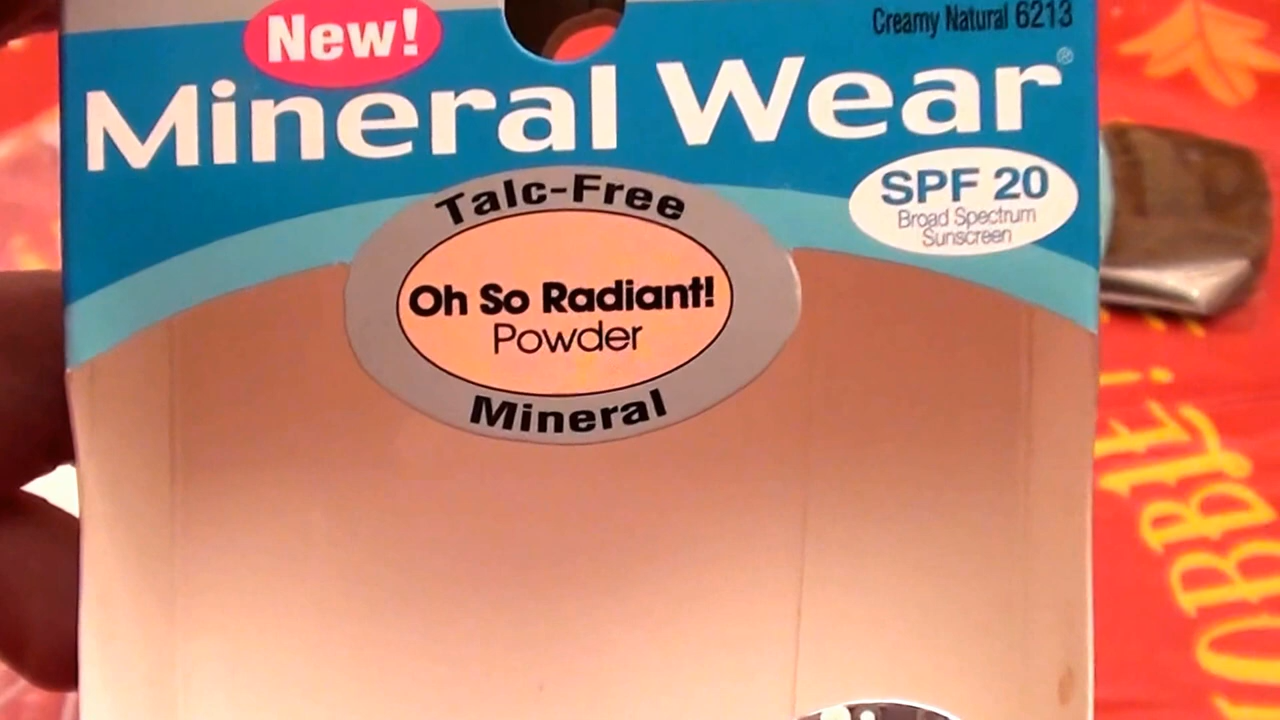 Creamy Natural 6213
New!
Mineral Wear®
SPF 20
Broad Spectrum
Sunscreen
Talc-Free
Oh So Radiant!
Powder
Mineral